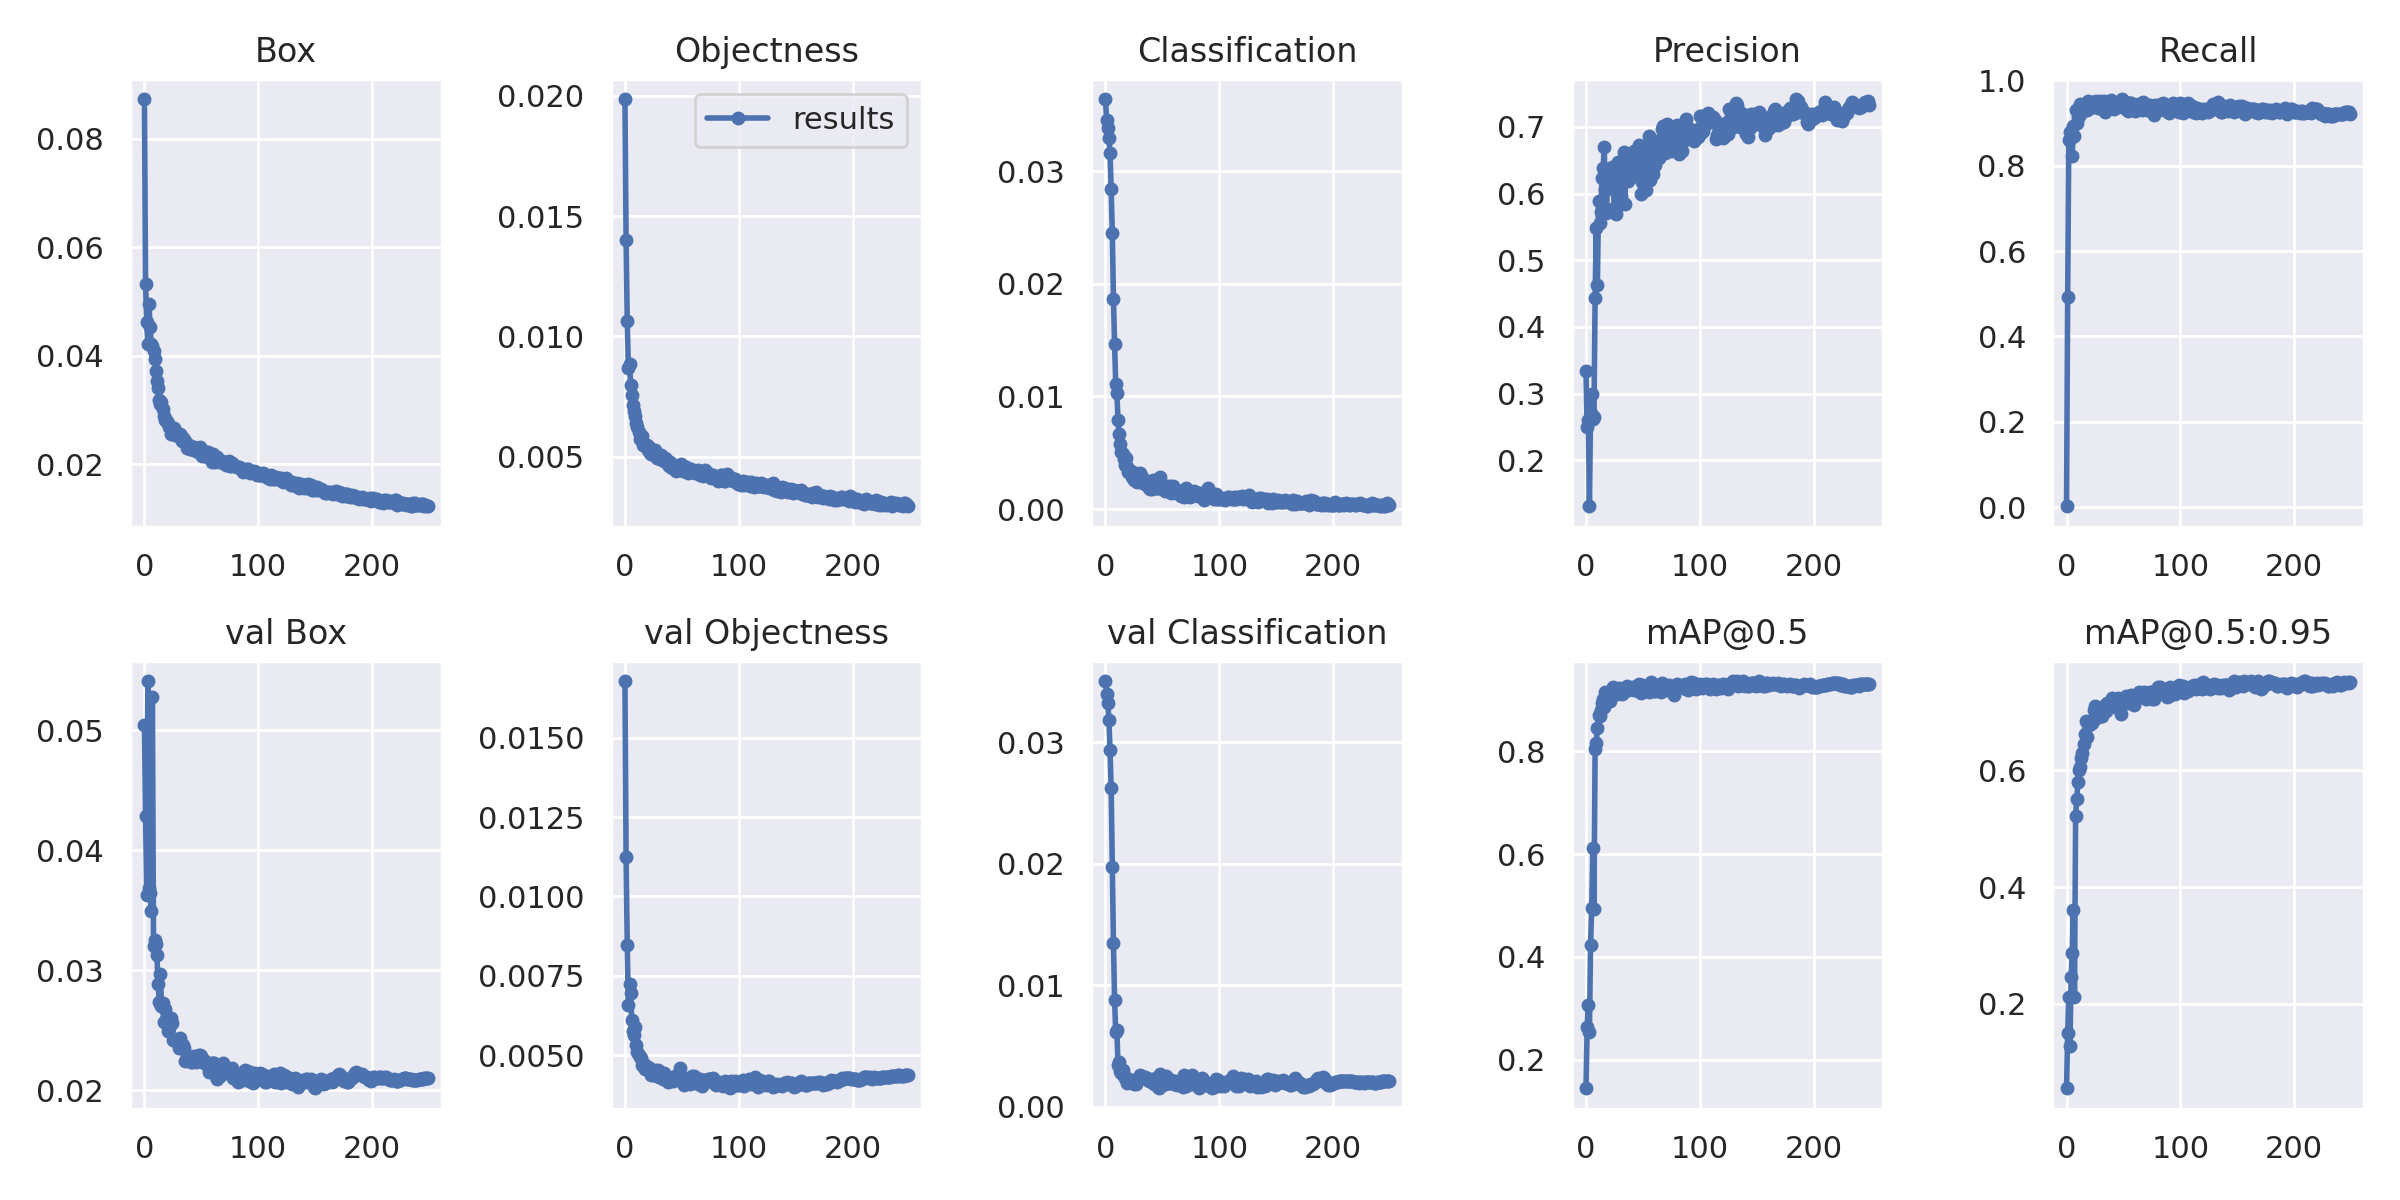 Box
0.08
0.06
0.04
0.02
0 100 200
Objectness
results
0.020
0.015
0.010
0.005
0 100 200
Classification
0.03
0.02
0.01
0.00
0 100 200
Precision
0.7
0.6
0.5
0.4
0.3
0.2
0 100 200
Recall
1.0
0.8
0.6
0.4
0.2
0.0
0 100 200
val Box
0.05
0.04
0.03
0.02
0 100 200
val Objectness
0.0150
0.0125
0.0100
0.0075
0.0050
0 100 200
val Classification
0.03
0.02
0.01
0.00
0 100 200
mAP@0.5
0.8
0.6
0.4
0.2
0 100 200
mAP@0.5:0.95
0.6
0.4
0.2
0 100 200